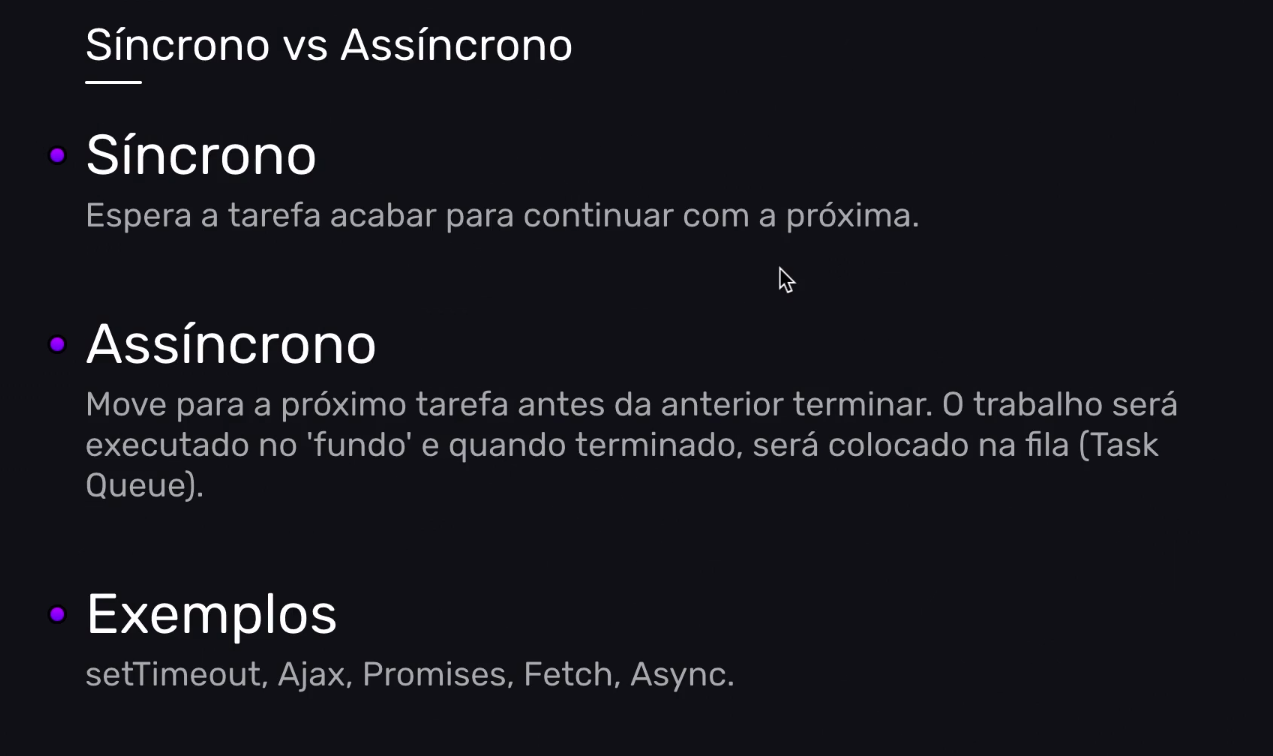 Síncrono vs Assíncrono
Síncrono
Espera a tarefa acabar para continuar com a próxima.
Assíncrono
Move para a próximo tarefa antes da anterior terminar. O trabalho será
executado no 'fundo' e quando terminado, será colocado na fila (Task
Queue).
Exemplos
setTimeout, Ajax, Promises, Fetch, Async.